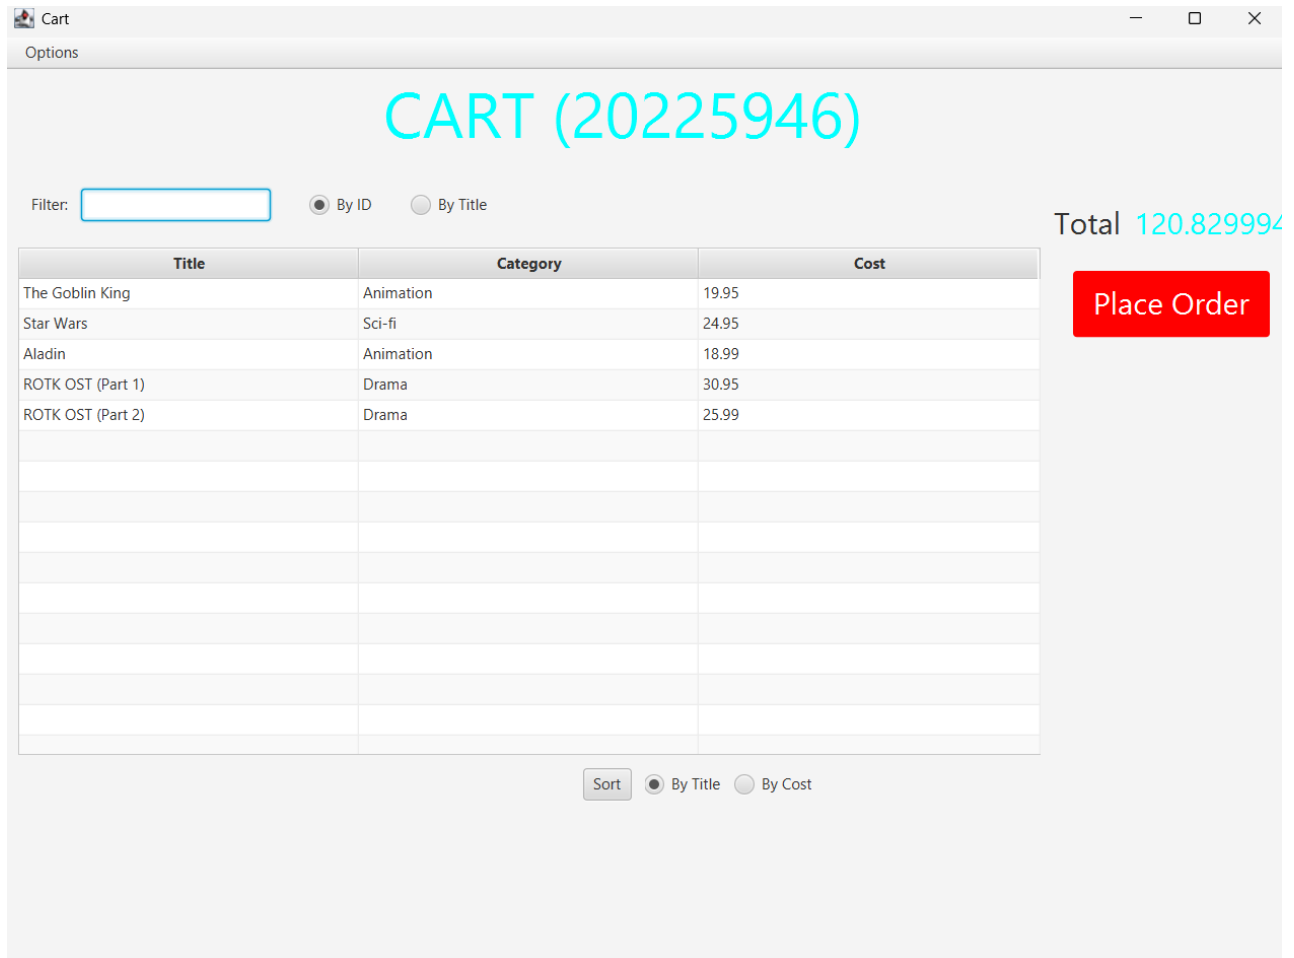 Cart
Options
CART (20225946)
Filter: By ID By Title
Total 120.829994
Place Order
Title Category Cost
The Goblin King Animation 19.95
Star Wars Sci-fi 24.95
Aladin Animation 18.99
ROTK OST (Part 1) Drama 30.95
ROTK OST (Part 2) Drama 25.99
Sort By Title By Cost